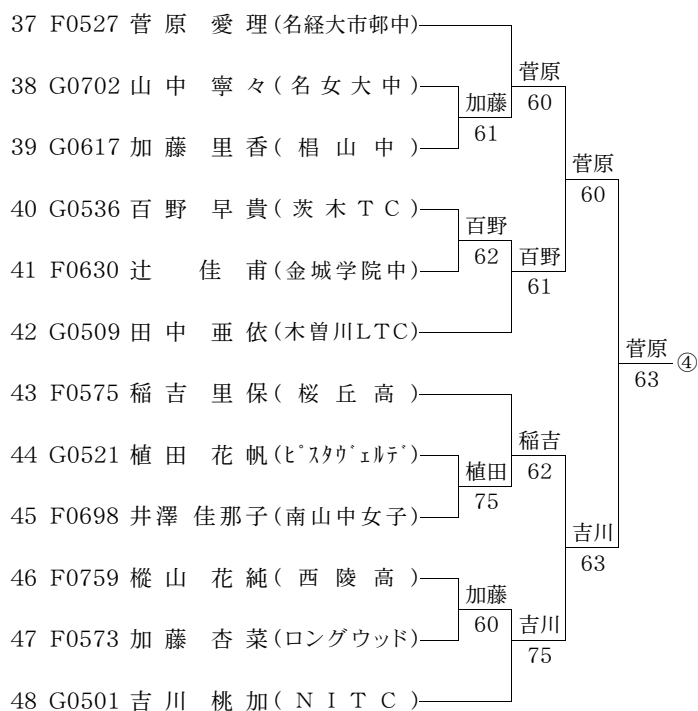 37 F0527 菅原 愛理(名経大市邨中)
菅原
38 G0702 山中 寧々(名女大中)
加藤
60
61
39 G0617 加藤 里香(椙山中)
菅原
60
40 G0536 百野 早貴(茨木TC)
百野
62
百野
41 F0630 辻 佳甫(金城学院中)
61
42 G0509 田中 亜依(木曽川LTC)
菅原
④
63
43 F0575 稲吉 里保(桜丘高)
稲吉
44 G0521 植田 花帆(ピスタヴェルデ)
植田
62
75
45 F0698 井澤 佳那子(南山中女子)
吉川
63
46 F0759 樅山 花純(西陵高)
加藤
60
吉川
47 F0573 加藤 杏菜(ロングウッド)
75
48 G0501 吉川 桃加(NITC)